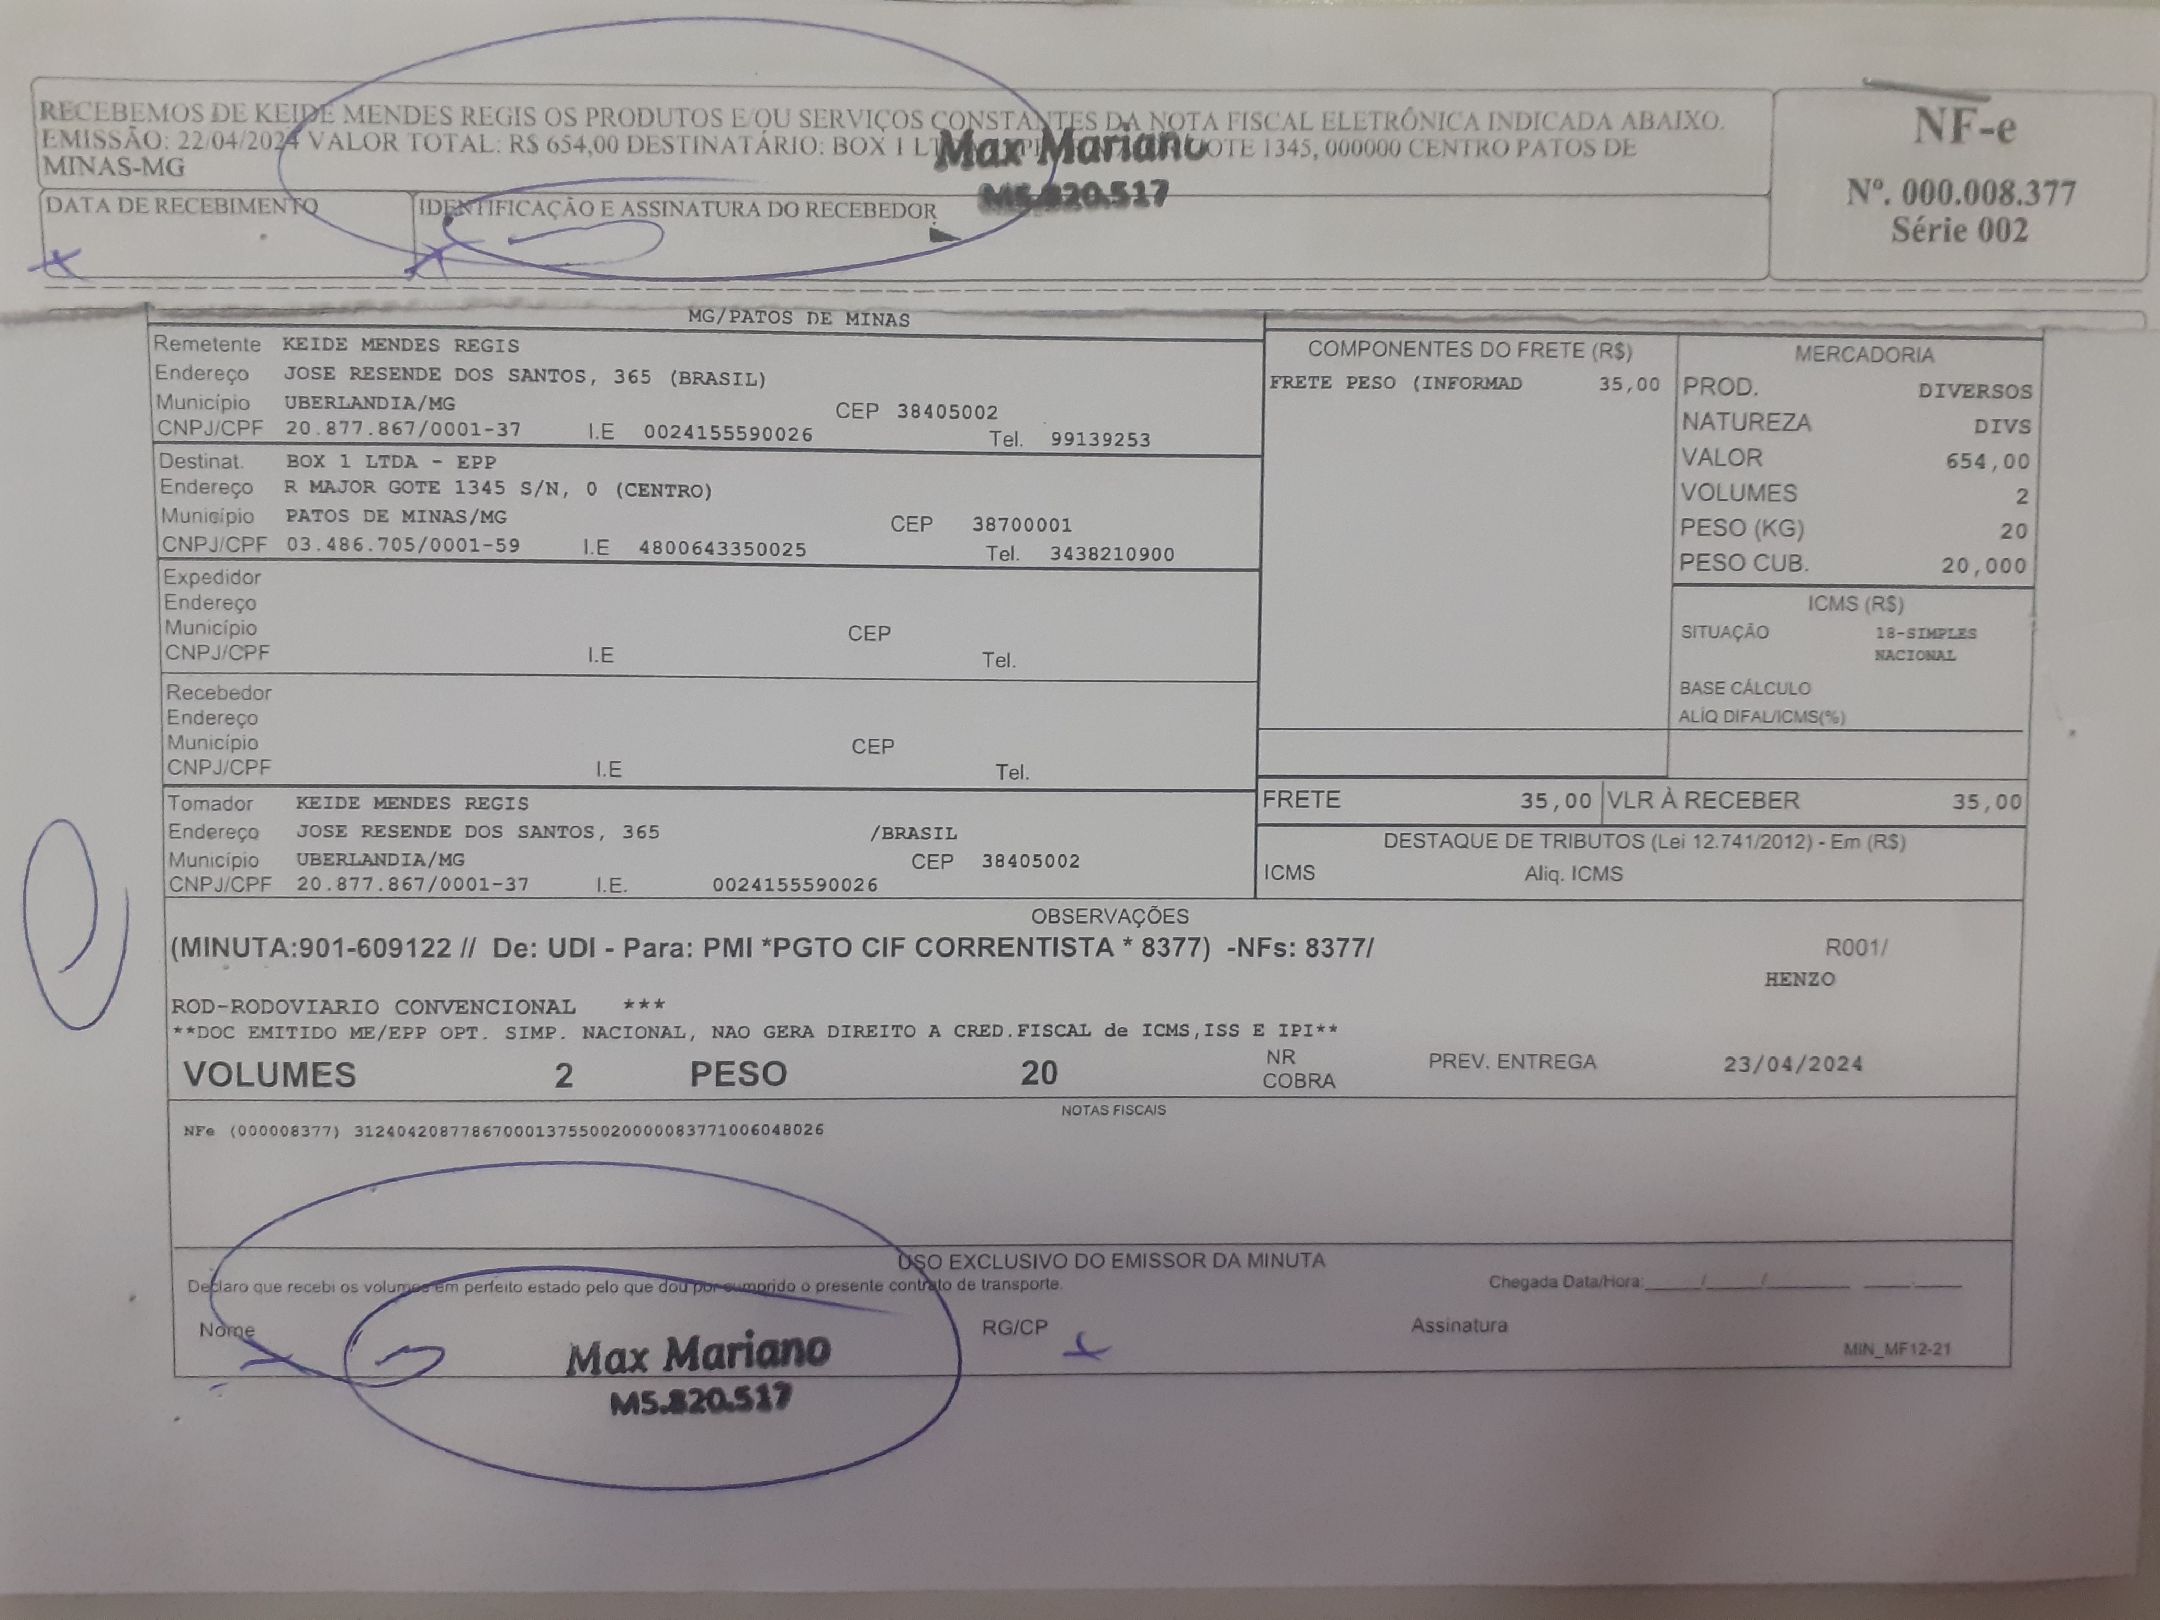 RECEBEMOS DE KEIDE MENDES REGIS OS PRODUTOS E/OU SERVIÇOS CONSTANTES DA NOTA FISCAL ELETRÔNICA INDICADA ABAIXO.
EMISSÃO: 22/04/2024 VALOR TOTAL: R$ 654,00 DESTINATÁRIO: BOX 1 GOTE 1345, 000000 CENTRO PATOS DE
MINAS-MG
Max Mariano
M5.820.517
NF-e
Nº. 000.008.377
Série 002
DATA DE RECEBIMENTO
IDENTIFICAÇÃO E ASSINATURA DO RECEBEDOR
MG/PATOS DE MINAS
Remetente KEIDE MENDES REGIS
Endereço JOSE RESENDE DOS SANTOS, 365 (BRASIL)
Município UBERLANDIA/MG CEP 38405002
CNPJ/CPF 20.877.867/0001-37 I.E 0024155590026 Tel. 99139253
Destinat. BOX 1 LTDA - EPP
Endereço R MAJOR GOTE 1345 S/N, 0 (CENTRO)
Município PATOS DE MINAS/MG CEP 38700001
CNPJ/CPF 03.486.705/0001-59 I.E 4800643350025 Tel. 3438210900
Expedidor
Endereço
Município CEP
CNPJ/CPF I.E Tel.
Recebedor
Endereço
Município CEP
CNPJ/CPF I.E Tel.
Tomador KEIDE MENDES REGIS
Endereço JOSE RESENDE DOS SANTOS, 365 /BRASIL
Município UBERLANDIA/MG CEP 38405002
CNPJ/CPF 20.877.867/0001-37 I.E. 0024155590026
COMPONENTES DO FRETE (R$)
FRETE PESO (INFORMAD 35,00
MERCADORIA
PROD. DIVERSOS
NATUREZA DIVS
VALOR 654,00
VOLUMES 2
PESO (KG) 20
PESO CUB. 20,000
ICMS (R$)
SITUAÇÃO 18-SIMPLES
NACIONAL
BASE CÁLCULO
ALÍQ DIFAL/ICMS(%)
FRETE 35,00 VLR À RECEBER 35,00
DESTAQUE DE TRIBUTOS (Lei 12.741/2012) - Em (R$)
ICMS Aliq. ICMS
OBSERVAÇÕES
(MINUTA:901-609122 // De: UDI - Para: PMI *PGTO CIF CORRENTISTA * 8377) -NFs: 8377/ R001/
HENZO
ROD-RODOVIARIO CONVENCIONAL ***
**DOC EMITIDO ME/EPP OPT. SIMP. NACIONAL, NAO GERA DIREITO A CRED.FISCAL de ICMS,ISS E IPI**
VOLUMES 2 PESO 20 NR COBRA PREV. ENTREGA 23/04/2024
NOTAS FISCAIS
NFe (000008377) 31240420877867000137550020000083771006048026
USO EXCLUSIVO DO EMISSOR DA MINUTA
Declaro que recebi os volumes em perfeito estado pelo que dou por cumprido o presente contrato de transporte. Chegada Data/Hora:____/____/____ ____:____
Nome RG/CP Assinatura
Max Mariano
M5.820.517
MIN_MF12-21